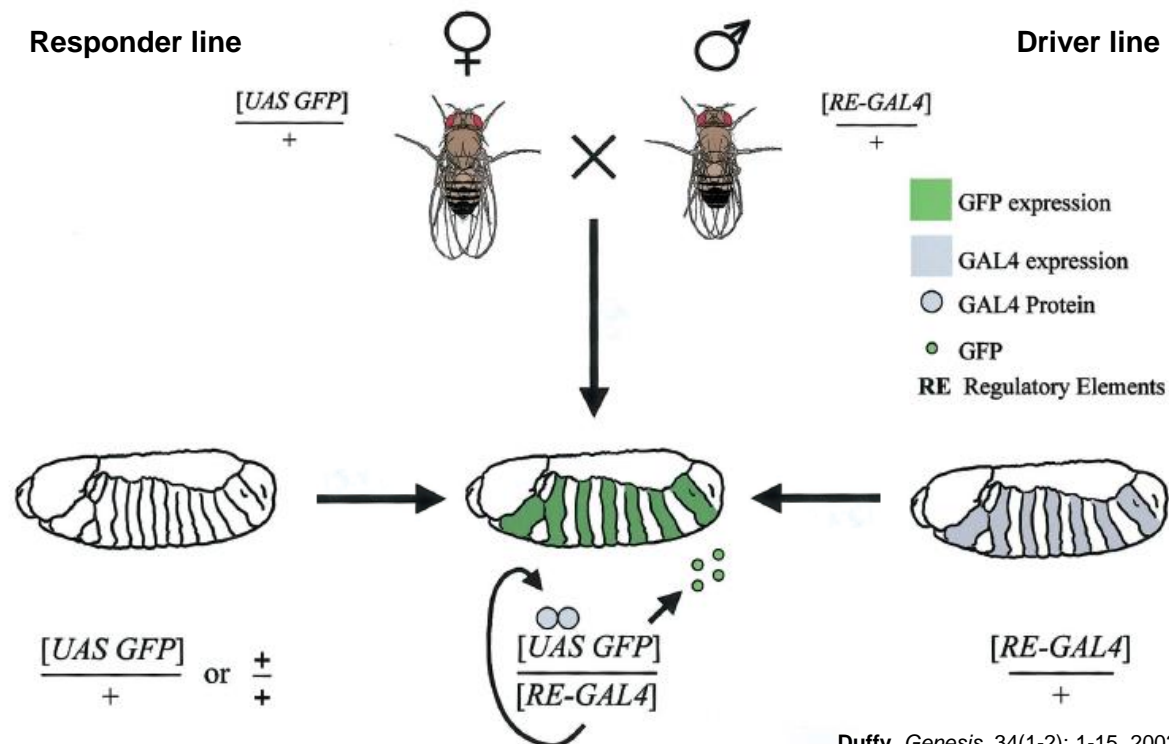 Responder line
Driver line
[UAS GFP]
+
[RE-GAL4]
+
GFP expression
GAL4 expression
GAL4 Protein
GFP
RE Regulatory Elements
[UAS GFP]
+
or
+
+
[UAS GFP]
[RE-GAL4]
[RE-GAL4]
+
Duffy Genesis 34(1-2): 1-15,